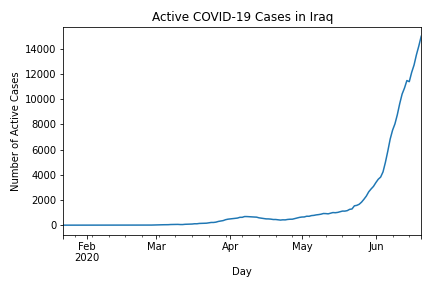 Active COVID-19 Cases in Iraq
Number of Active Cases
14000
12000
10000
8000
6000
4000
2000
0
Feb
2020
Mar
Apr
May
Jun
Day